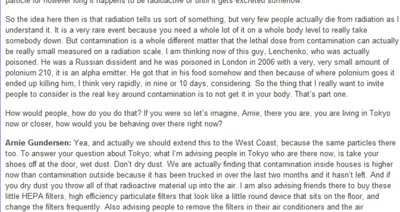 particle for however long it happens to be radioactive or until it gets excreted somehow.
So the idea here then is that radiation tells us sort of something, but very few people actually die from radiation as I
understand it. It is a very rare event because you need a whole lot of it on a whole body level to really take
somebody down. But contamination is a whole different matter that the lethal dose from contamination can actually
be really small measured on a radiation scale. I am thinking now of this guy, Lenchenko, who was actually
poisoned. He was a Russian dissident and he was poisoned in London in 2006 with a very, very small amount of
polonium 210, it is an alpha emitter. He got that in his food somehow and then because of where polonium goes it
ended up killing him, I think very rapidly, in nine or 10 days, considering. So the thing that I really want to invite
people to consider is the real key around contamination is to not get it in your body. That's part one.
How would people, how do you do that? If you were so let's imagine, Arnie, there you are, you are living in Tokyo
now or closer, how would you be behaving over there right now?
Arnie Gundersen: Yea, and actually we should extend this to the West Coast, because the same particles there
too. To answer your question about Tokyo; what I'm advising people in Tokyo who are there now, is take your
shoes off at the door, wet dust. Don't dry dust. We are actually finding that contamination inside houses is higher
now than contamination outside because it has been trucked in over the last two months and it hasn't left. And if
you dry dust you throw all of that radioactive material up into the air. I am also advising friends there to buy these
little HEPA filters, high efficiency particulate filters that look like a little round device that sits on the floor, and
change the filters frequently. Also advising people to remove the filters in their air conditioners and the air